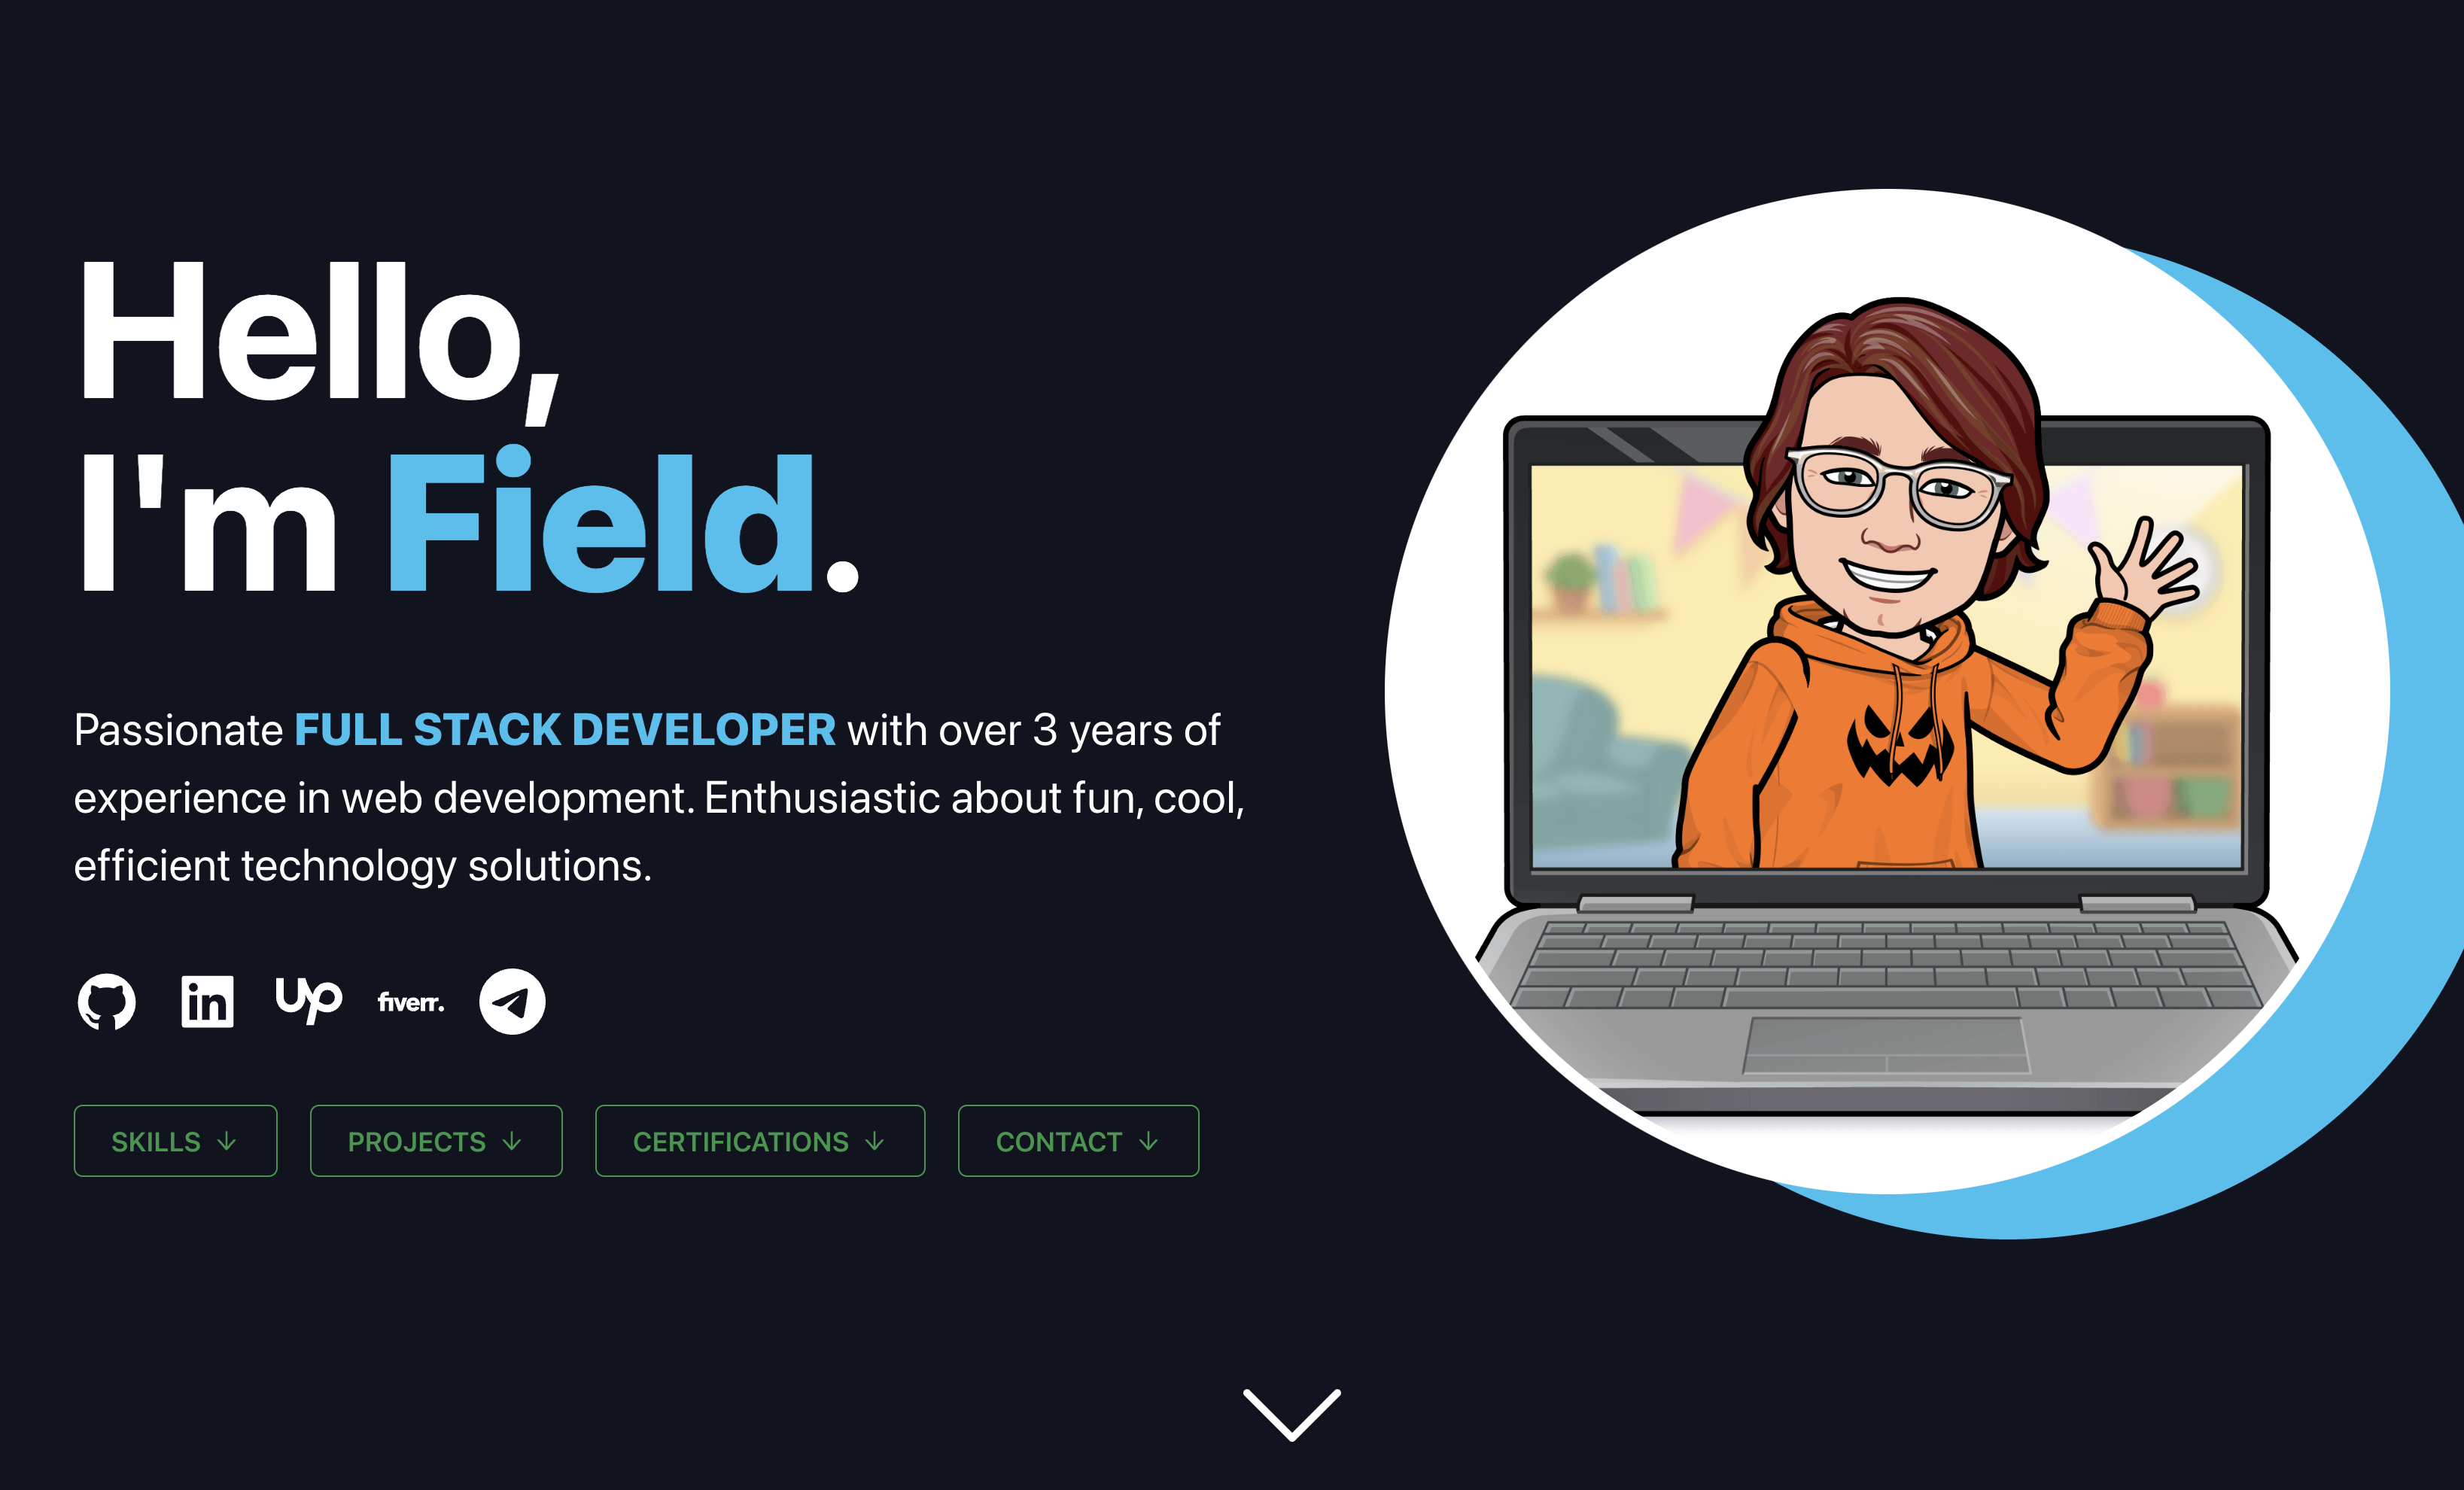 Hello,
I'm Field.
Passionate FULL STACK DEVELOPER with over 3 years of
experience in web development. Enthusiastic about fun, cool,
efficient technology solutions.
in up fiverr.
SKILLS ↓ PROJECTS ↓ CERTIFICATIONS ↓ CONTACT ↓